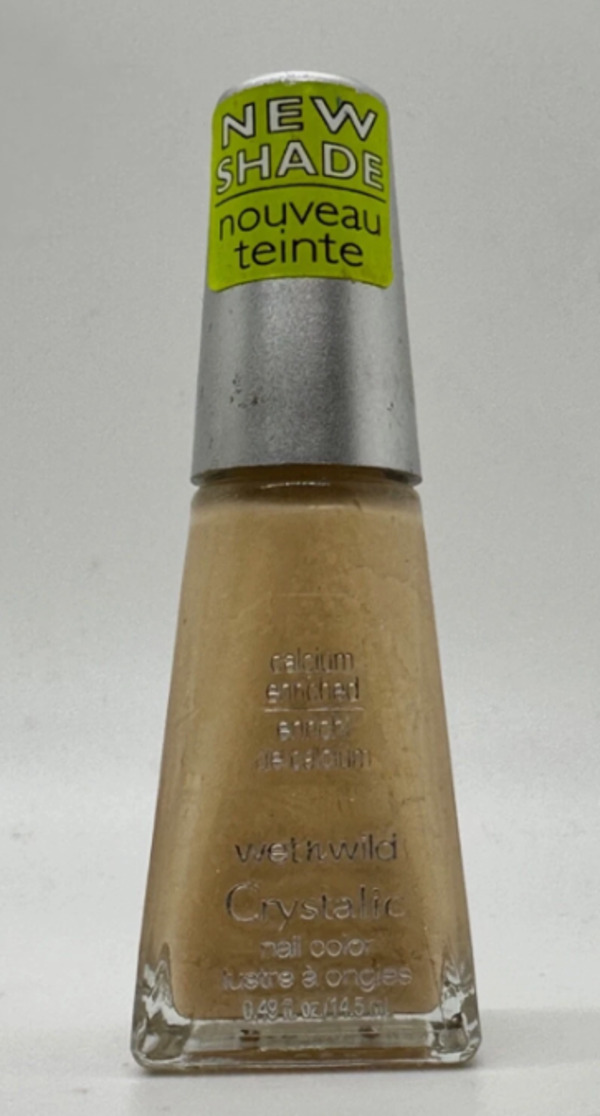 NEW
SHADE
nouveau
teinte
calcium
enriched
enrichi
de calcium
wet n wild
Crystalic
nail color
lustre à ongles
0.49 fl. oz./14.5 ml